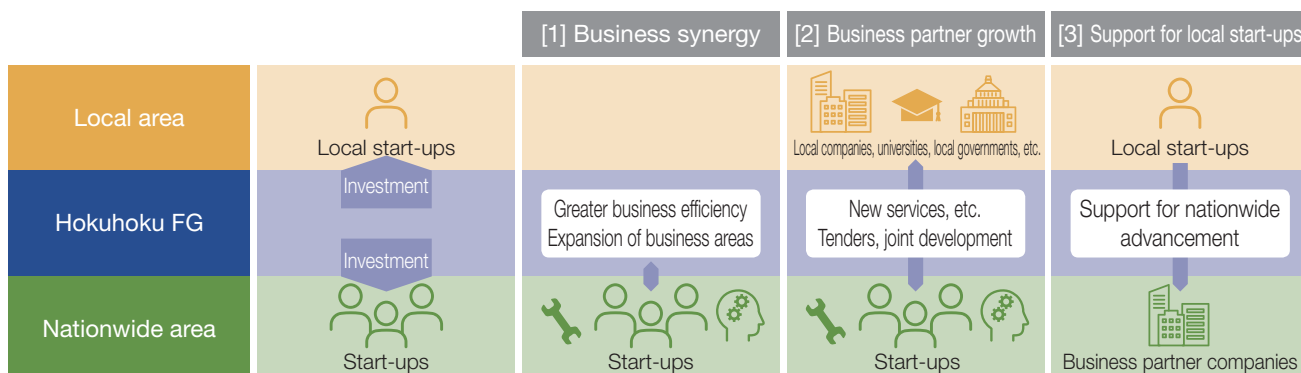 [1] Business synergy
[2] Business partner growth
[3] Support for local start-ups
Local area
Local start-ups
Local companies, universities, local governments, etc.
Local start-ups
Hokuhoku FG
Investment
Investment
Greater business efficiency
Expansion of business areas
New services, etc.
Tenders, joint development
Support for nationwide
advancement
Nationwide area
Start-ups
Start-ups
Start-ups
Business partner companies